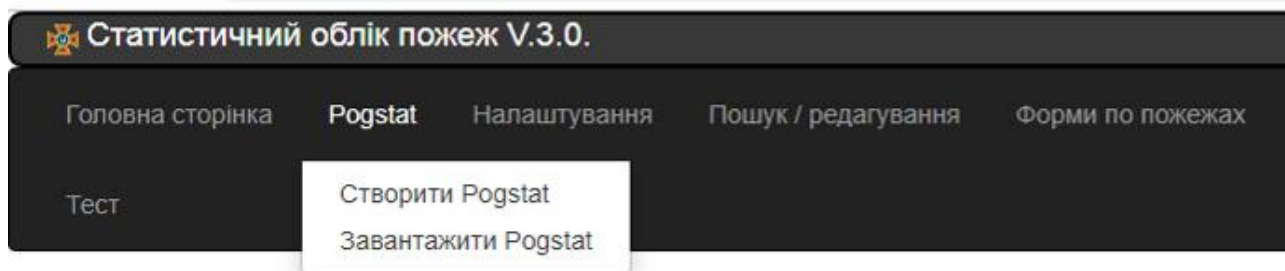 Статистичний облік пожеж V.3.0.
Головна сторінка Pogstat Налаштування Пошук / редагування Форми по пожежах
Тест
Створити Pogstat
Завантажити Pogstat